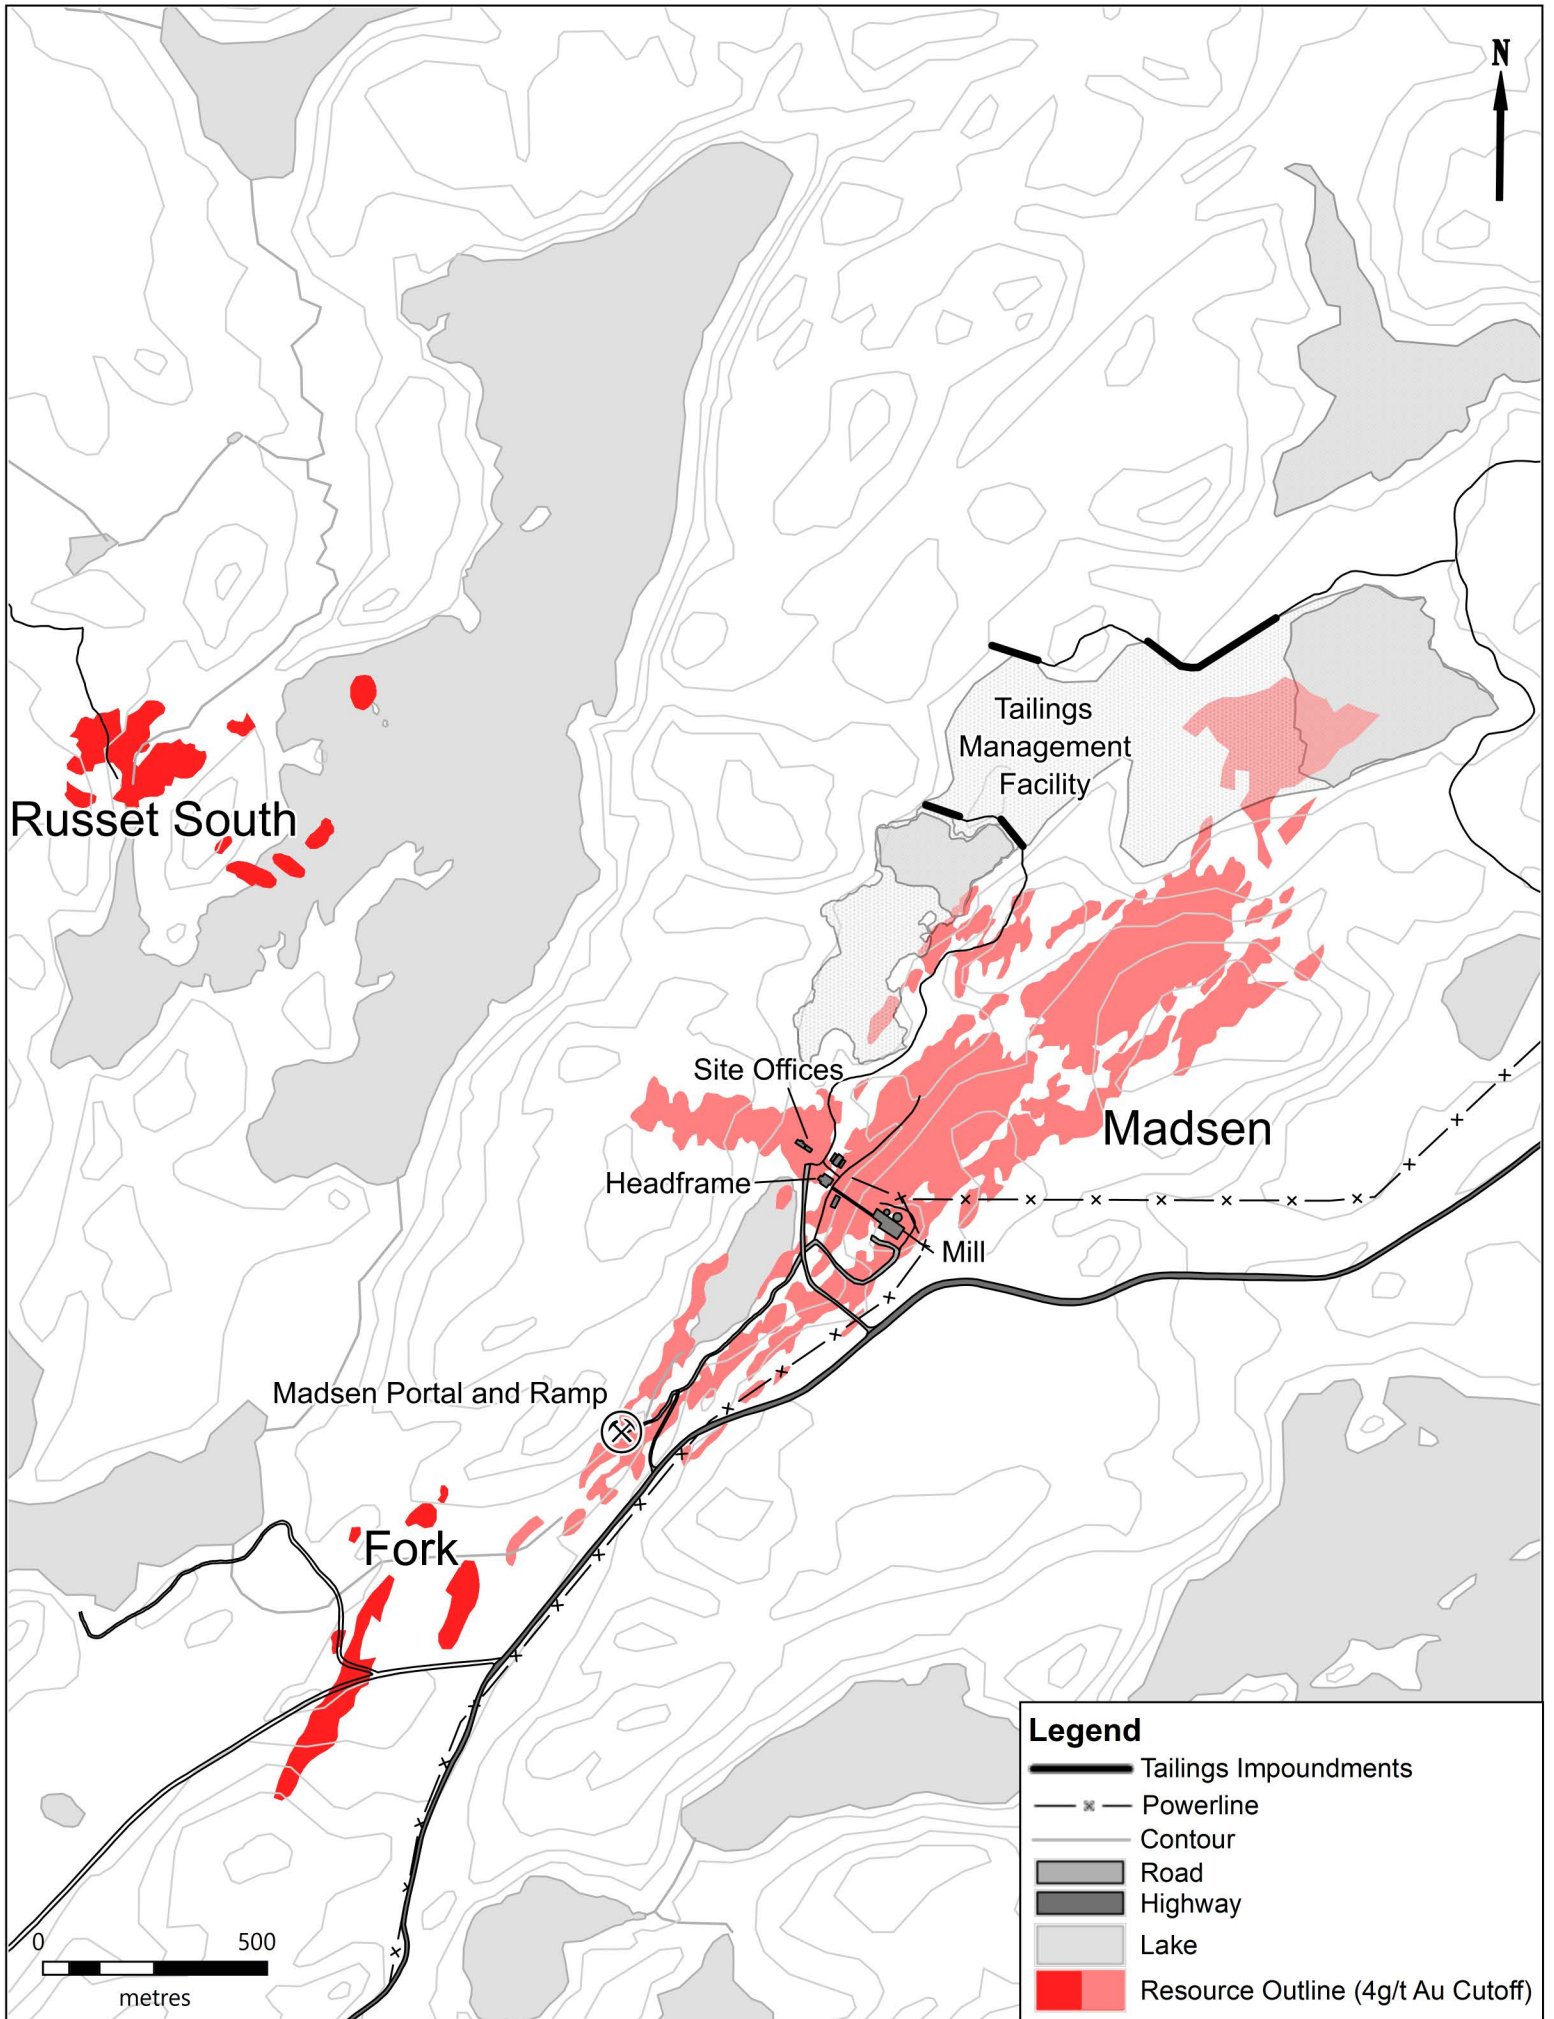 N
Tailings
Management
Facility
Russet South
Site Offices
Madsen
Headframe
Mill
Madsen Portal and Ramp
Fork
Legend
Tailings Impoundments
Powerline
Contour
Road
Highway
Lake
Resource Outline (4g/t Au Cutoff)
0 500
metres